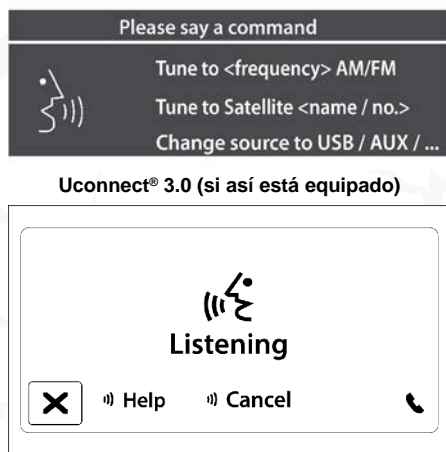 Please say a command
Tune to <frequency> AM/FM
Tune to Satellite <name / no.>
Change source to USB / AUX / ...
Uconnect® 3.0 (si así está equipado)
Listening
Help Cancel